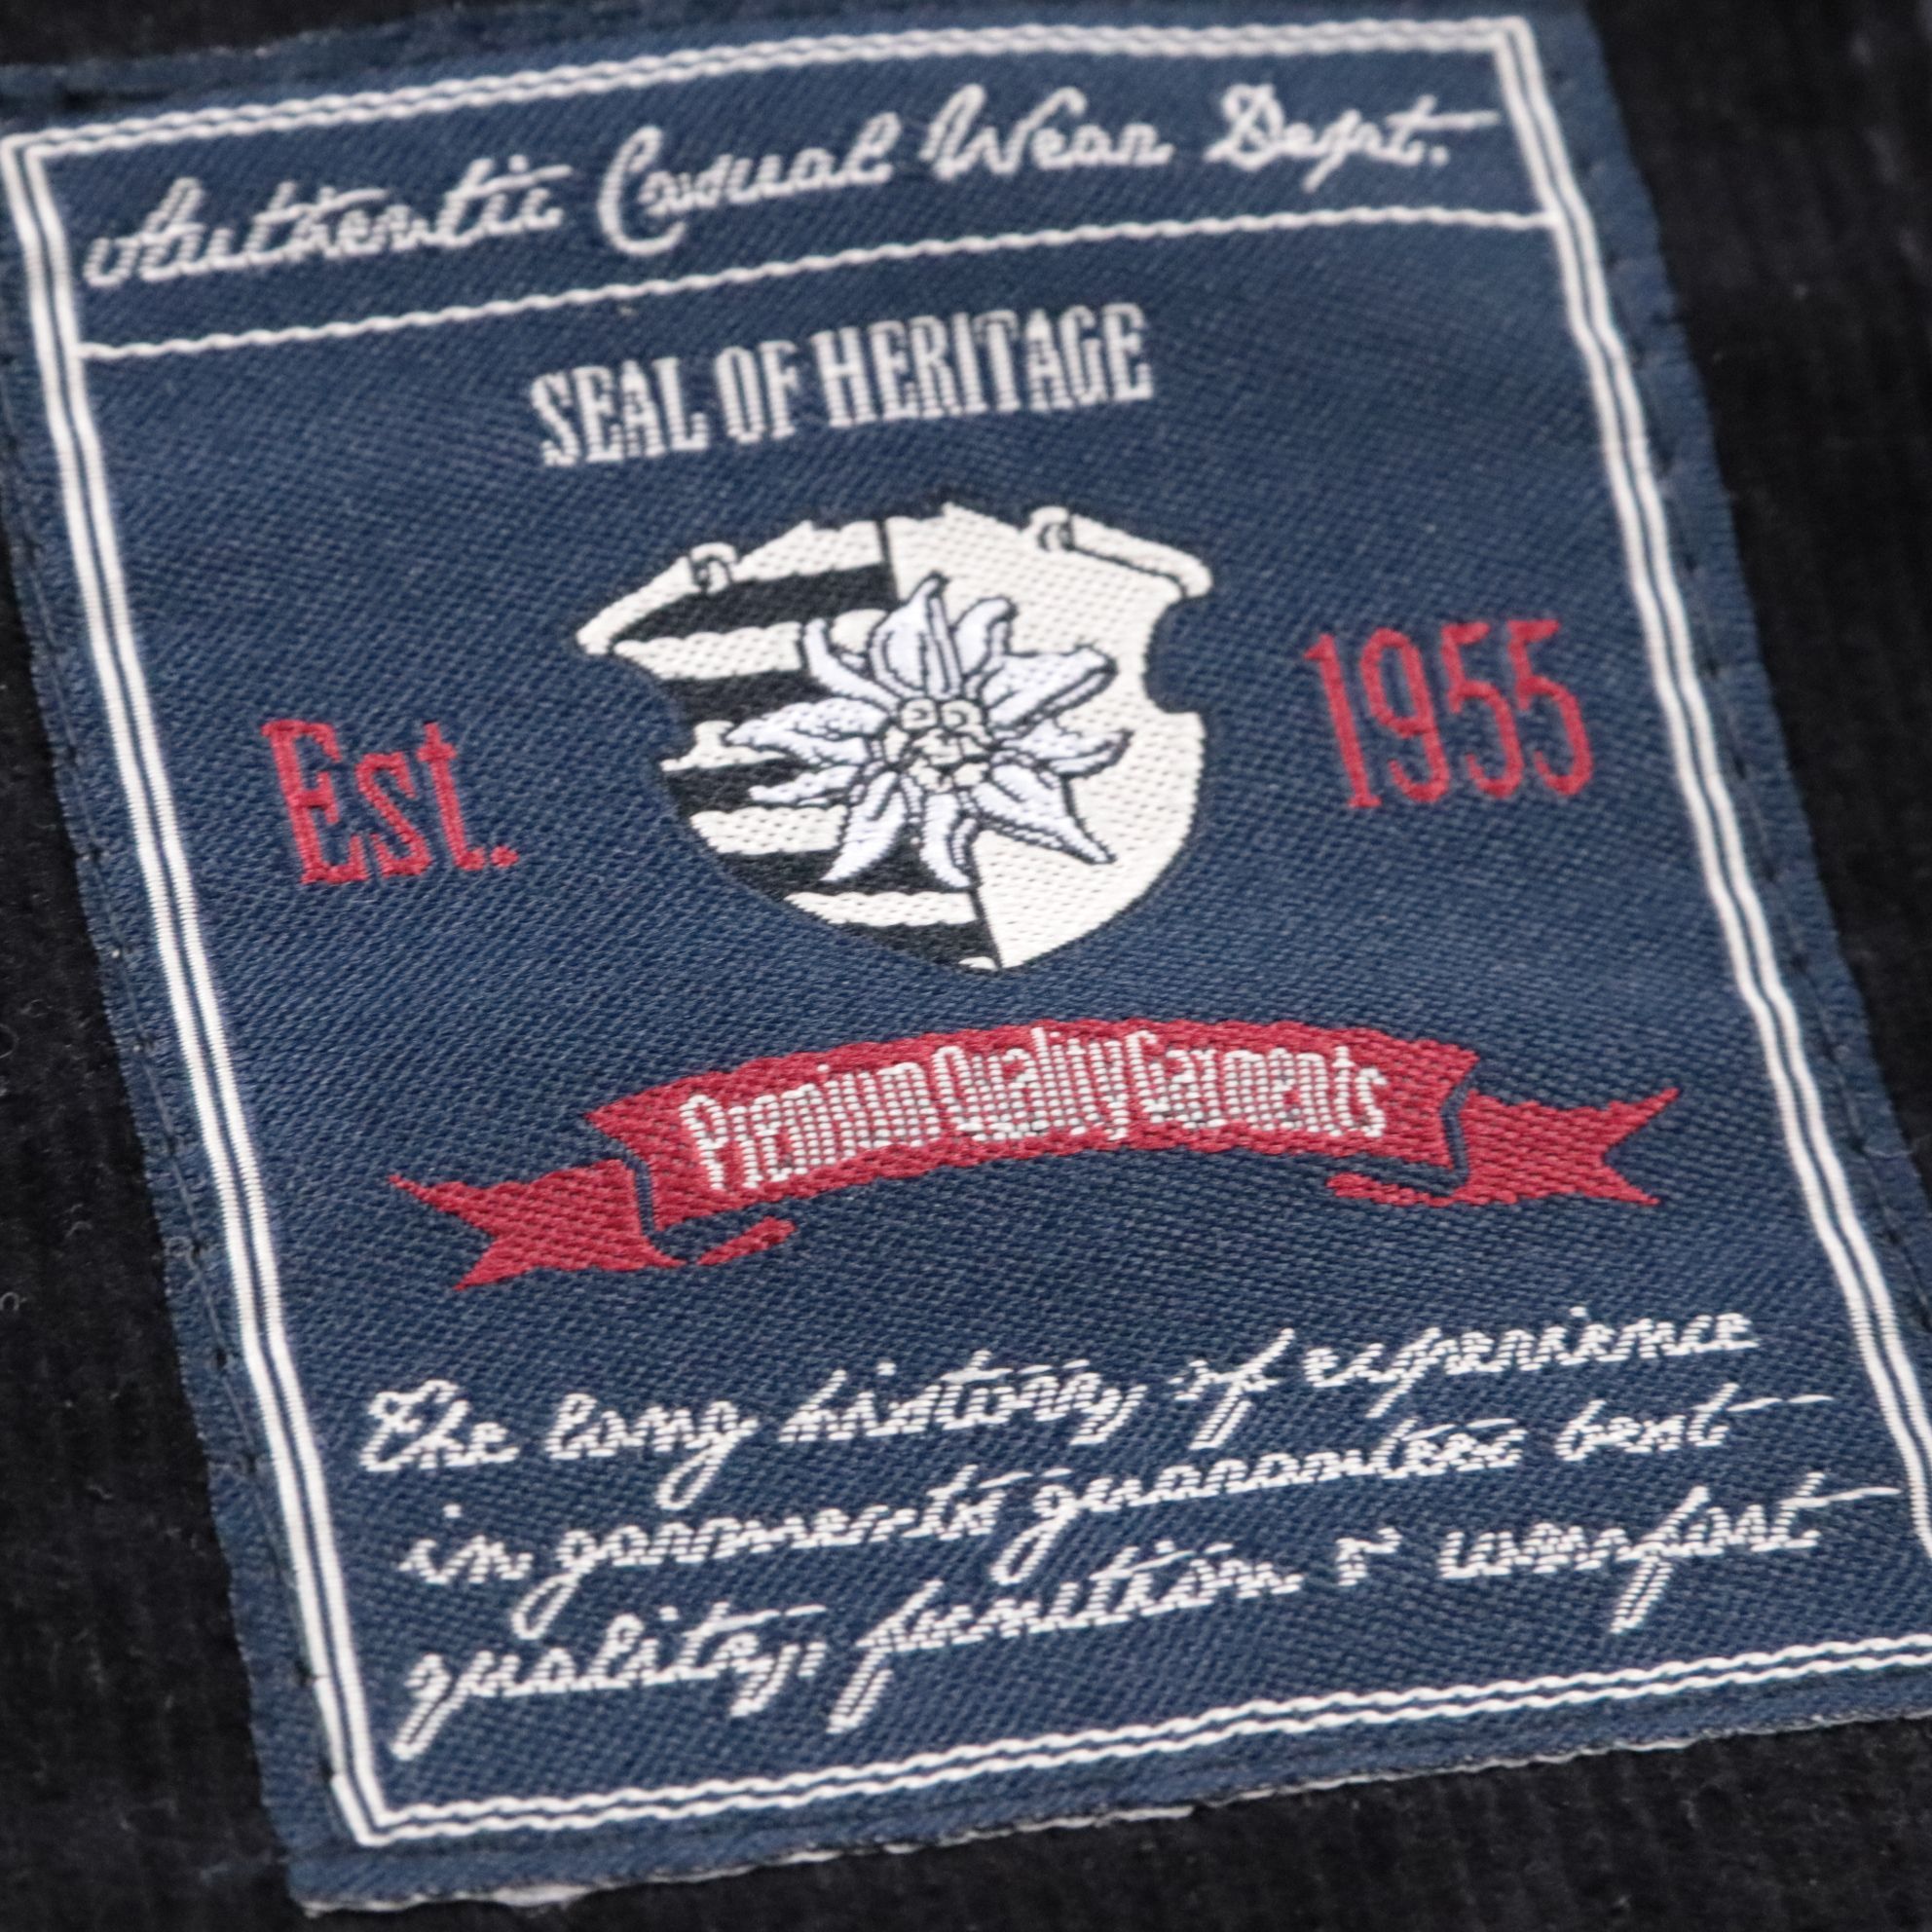 Authentic Casual Wear Dept.
SEAL OF HERITAGE
Est. 1955
Premium Quality Garments
The long history of experience
in garments guarantees best
quality, function & comfort